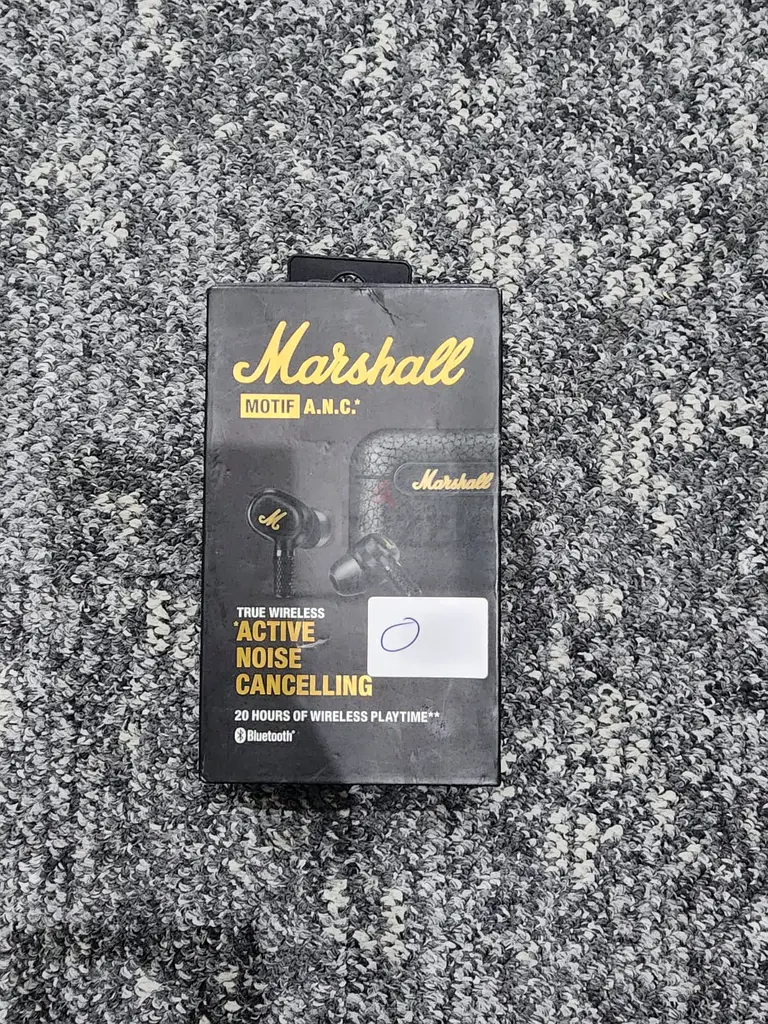 Marshall
MOTIF A.N.C.*
Marshall
M
TRUE WIRELESS
*ACTIVE
NOISE
CANCELLING
O
20 HOURS OF WIRELESS PLAYTIME**
Bluetooth®